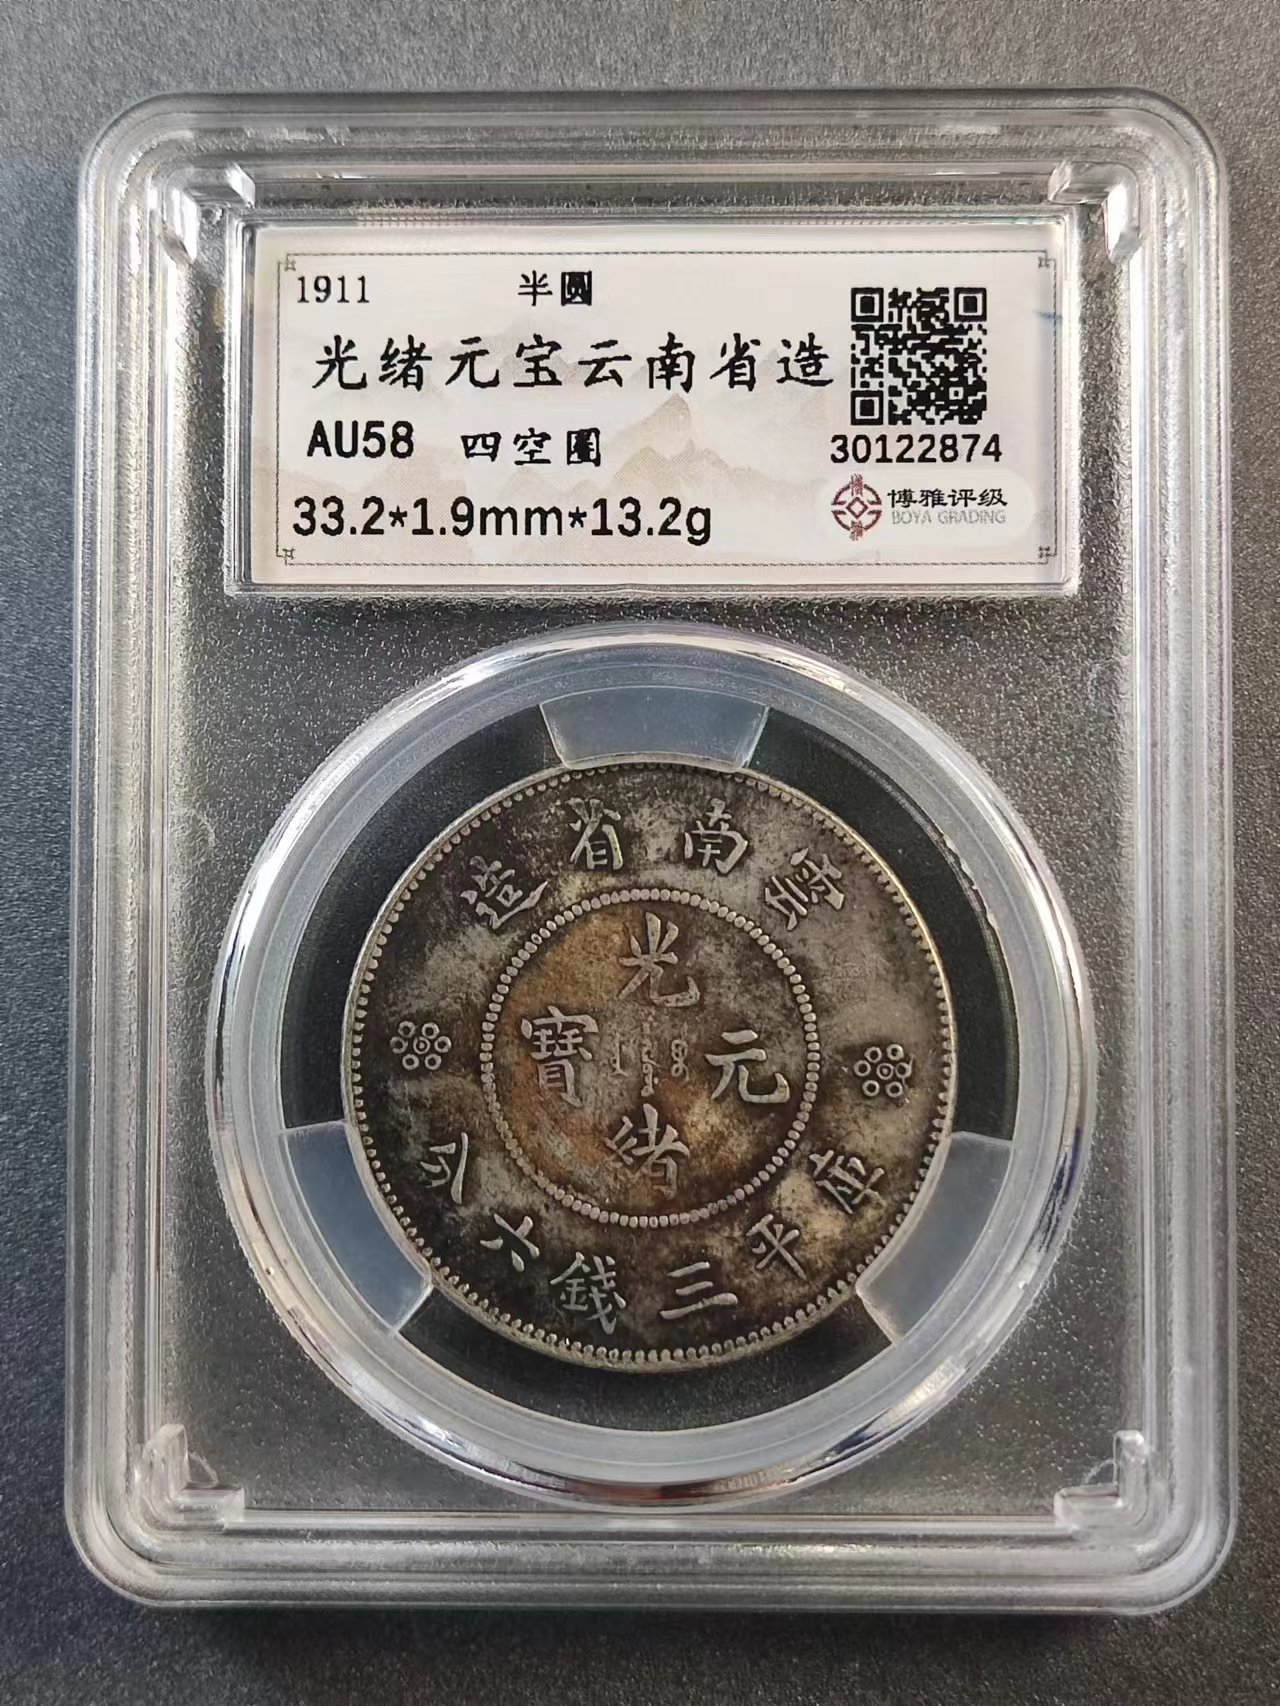 1911 半圆
光绪元宝云南省造
AU58 四空圈
30122874
33.2*1.9mm*13.2g
博雅评级
BOYA GRADING
雲南省造
光緒元寶
庫平三錢六分